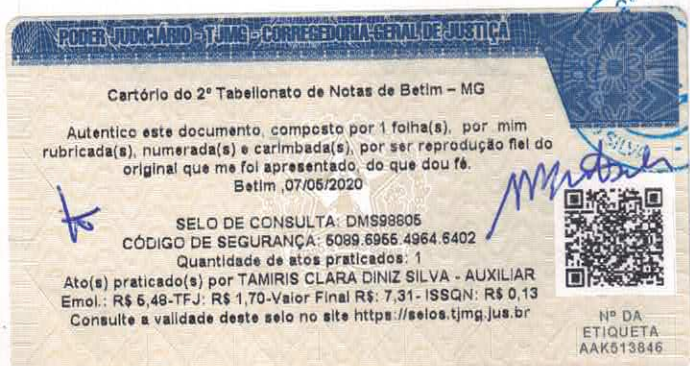 PODER JUDICIÁRIO - TJMG - CORREGEDORIA-GERAL DE JUSTIÇA
Cartório do 2º Tabelionato de Notas de Betim – MG
Autentico este documento, composto por 1 folha(s), por mim
rubricada(s), numerada(s) e carimbada(s), por ser reprodução fiel do
original que me foi apresentado, do que dou fé.
Betim ,07/05/2020
SELO DE CONSULTA: DMS98805
CÓDIGO DE SEGURANÇA: 5089.6955.4964.6402
Quantidade de atos praticados: 1
Ato(s) praticado(s) por TAMIRIS CLARA DINIZ SILVA - AUXILIAR
Emol.: R$ 5,48-TFJ: R$ 1,70-Valor Final R$: 7,31- ISSQN: R$ 0,13
Consulte a validade deste selo no site https://selos.tjmg.jus.br
SILVA
Nº DA
ETIQUETA
AAK513846